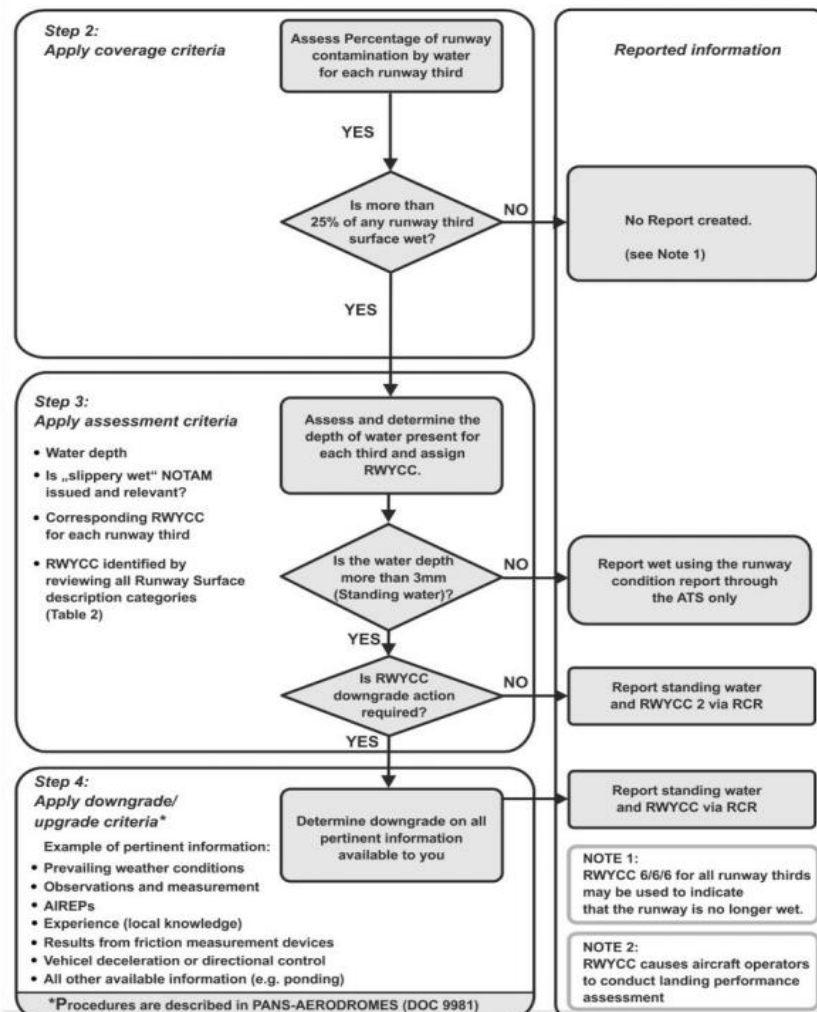 Step 2:
Apply coverage criteria
Assess Percentage of runway
contamination by water
for each runway third
YES
Is more than
25% of any runway third
surface wet?
NO
YES
Reported information
No Report created.
(see Note 1)
Step 3:
Apply assessment criteria
• Water depth
• Is „slippery wet“ NOTAM
issued and relevant?
• Corresponding RWYCC
for each runway third
• RWYCC identified by
reviewing all Runway Surface
description categories
(Table 2)
Assess and determine the
depth of water present for
each third and assign
RWYCC.
Is the water depth
more than 3mm
(Standing water)?
NO
Report wet using the runway
condition report through
the ATS only
YES
Is RWYCC
downgrade action
required?
NO
Report standing water
and RWYCC 2 via RCR
YES
Step 4:
Apply downgrade/
upgrade criteria*
Example of pertinent information:
• Prevailing weather conditions
• Observations and measurement
• AIREPs
• Experience (local knowledge)
• Results from friction measurement devices
• Vehicel deceleration or directional control
• All other available information (e.g. ponding)
*Procedures are described in PANS-AERODROMES (DOC 9981)
Determine downgrade on all
pertinent information
available to you
Report standing water
and RWYCC via RCR
NOTE 1:
RWYCC 6/6/6 for all runway thirds
may be used to indicate
that the runway is no longer wet.
NOTE 2:
RWYCC causes aircraft operators
to conduct landing performance
assessment